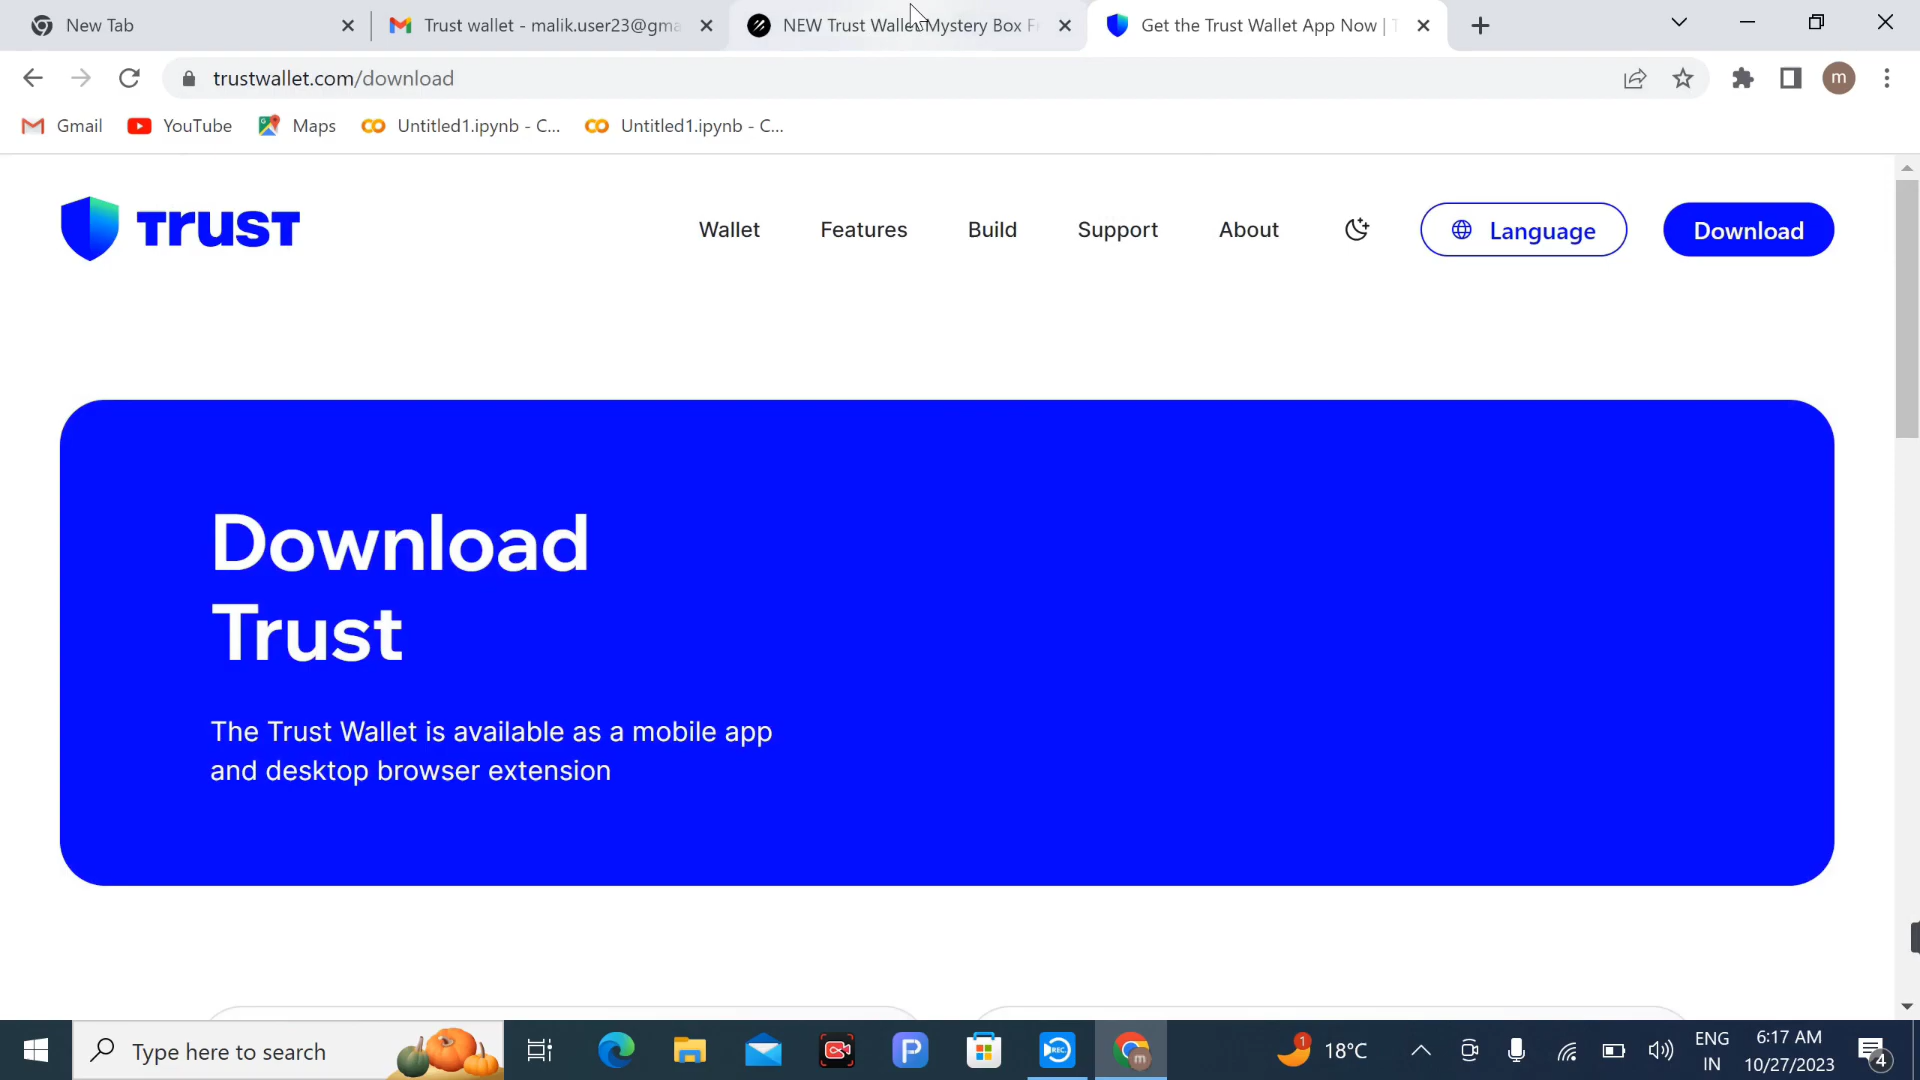 New Tab
Trust wallet - malik.user23@gma
NEW Trust Wallet Mystery Box F
Get the Trust Wallet App Now |
trustwallet.com/download
m
Gmail
YouTube
Maps
Untitled1.ipynb - C...
Untitled1.ipynb - C...
TRUST
Wallet
Features
Build
Support
About
Language
Download
Download
Trust
The Trust Wallet is available as a mobile app
and desktop browser extension
Type here to search
P
REC
m
1
18°C
ENG
IN
6:17 AM
10/27/2023
4